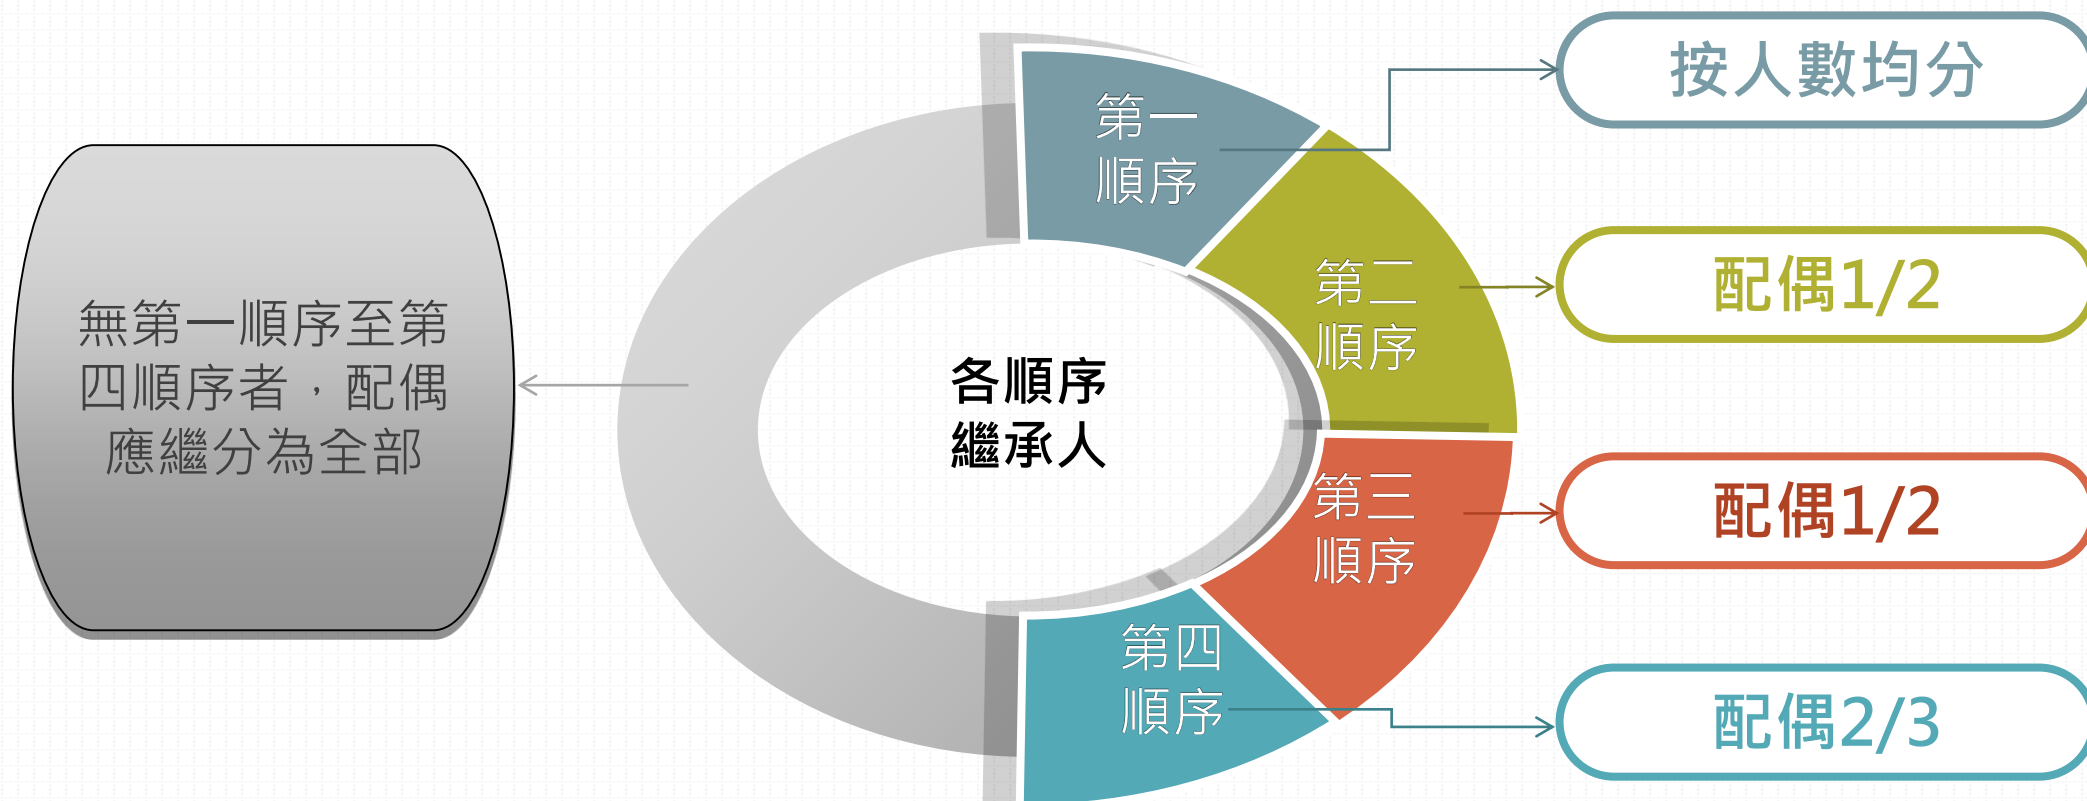 無第一順序至第
四順序者，配偶
應繼分為全部
各順序
繼承人
第一
順序
按人數均分
第二
順序
配偶1/2
第三
順序
配偶1/2
第四
順序
配偶2/3